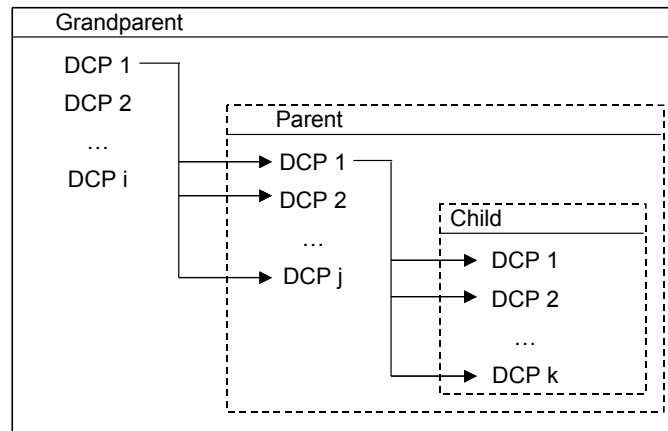 Grandparent
DCP 1
DCP 2
…
DCP i
Parent
DCP 1
DCP 2
…
DCP j
Child
DCP 1
DCP 2
…
DCP k